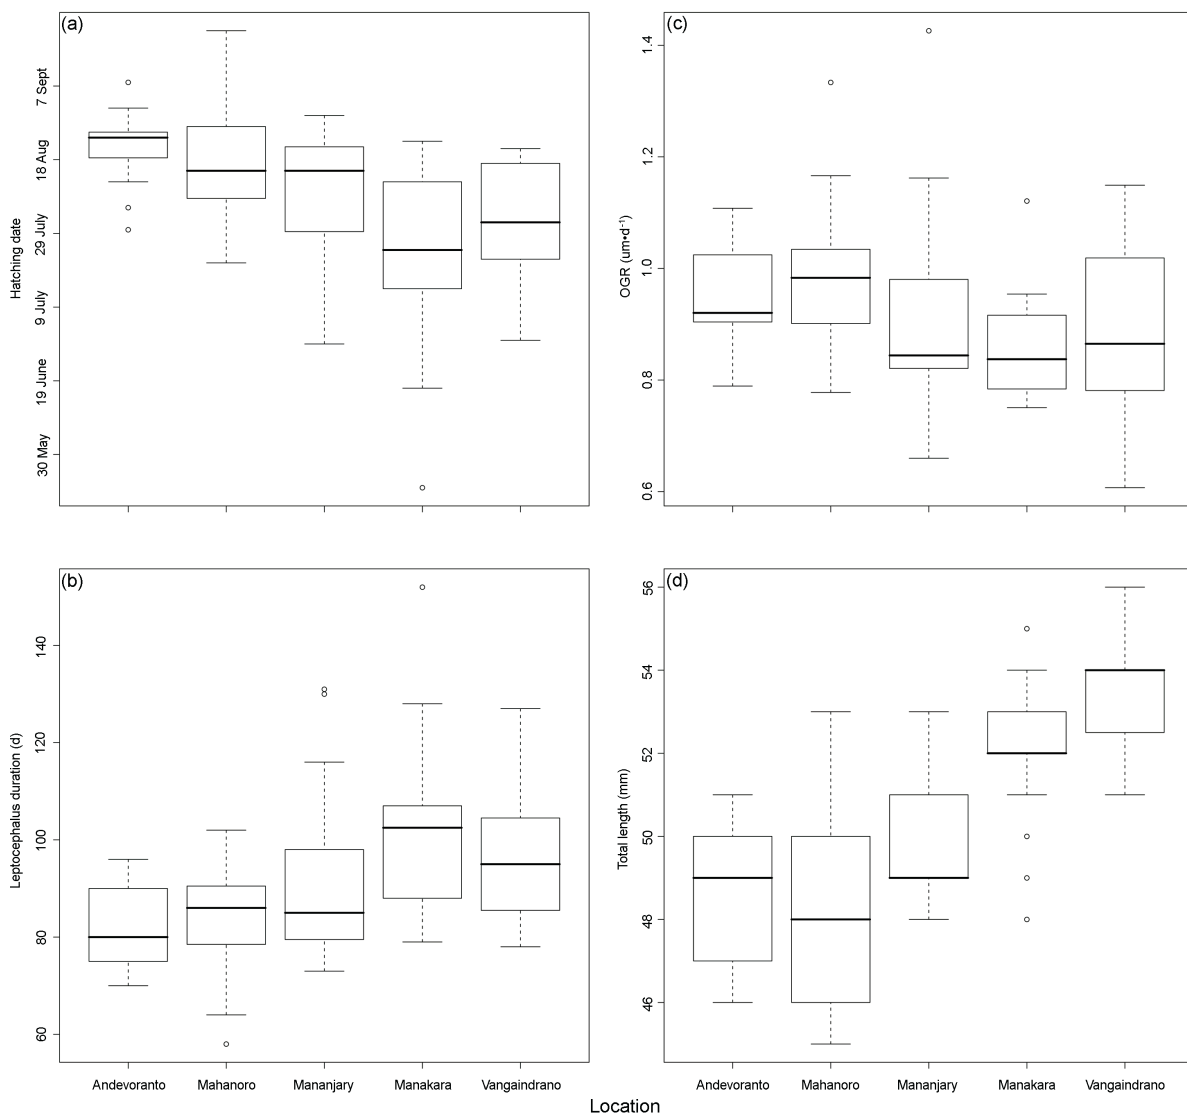 (a)
7 Sept
18 Aug
29 July
9 July
19 June
30 May
Hatching date
(c)
1.4
1.2
1.0
0.8
0.6
OGR (um•d⁻¹)
(b)
140
120
100
80
60
Leptocephalus duration (d)
Andevoranto Mahanoro Mananjary Manakara Vangaindrano
(d)
56
54
52
50
48
46
Total length (mm)
Andevoranto Mahanoro Mananjary Manakara Vangaindrano
Location